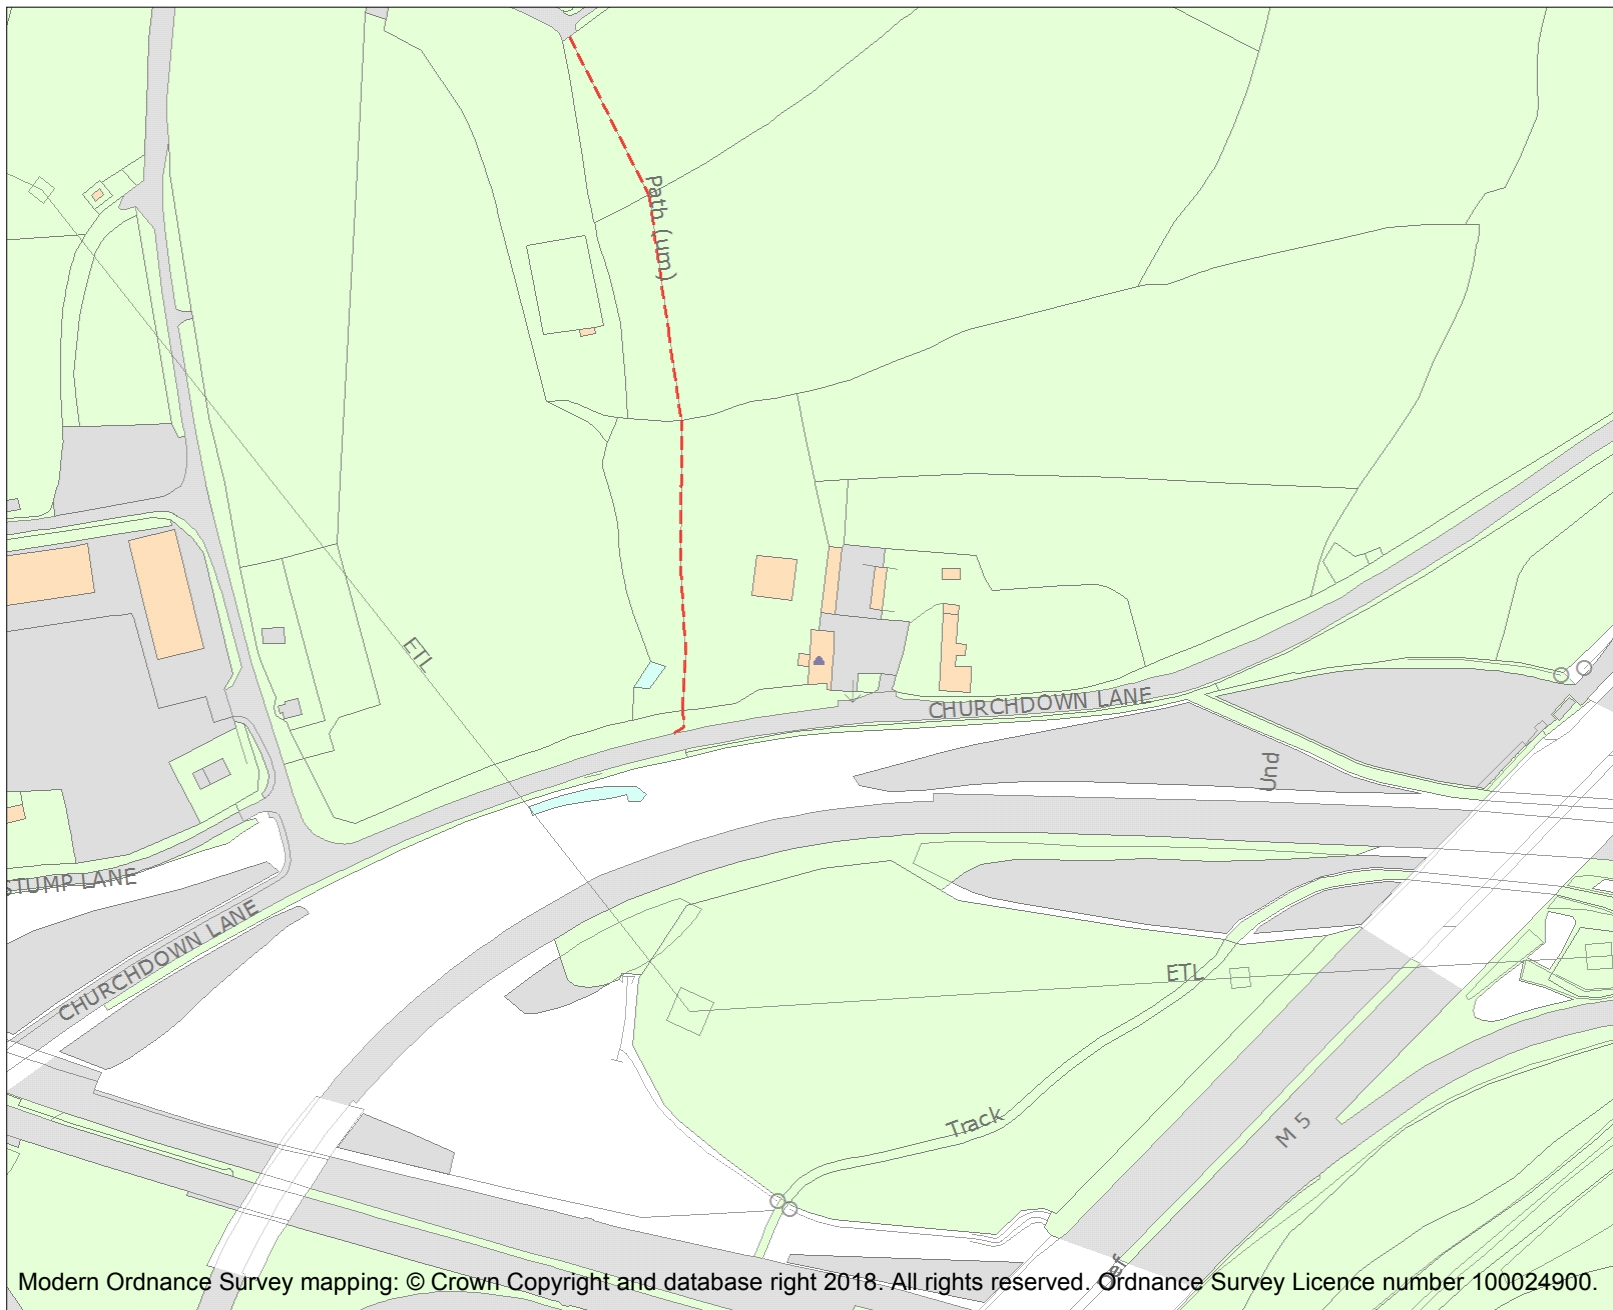 Path (um)
ETL
CHURCHDOWN LANE
Und
STUMP LANE
CHURCHDOWN LANE
ETL
Track
M 5
Modern Ordnance Survey mapping: © Crown Copyright and database right 2018. All rights reserved. Ordnance Survey Licence number 100024900.